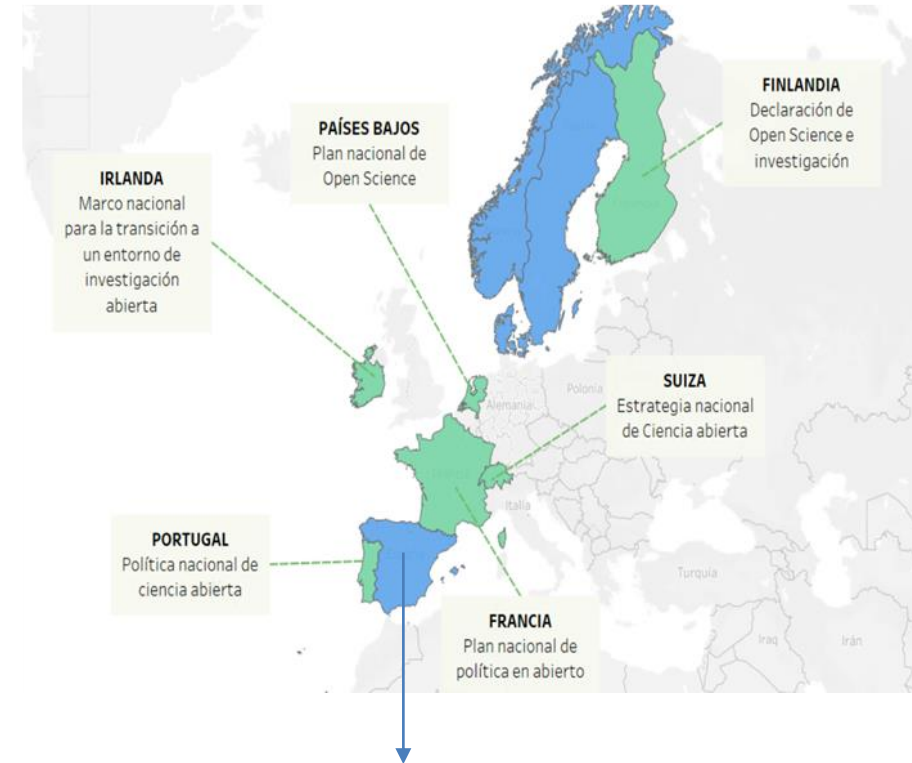 FINLANDIA
Declaración de
Open Science e
investigación
PAÍSES BAJOS
Plan nacional de
Open Science
IRLANDA
Marco nacional
para la transición a
un entorno de
investigación
abierta
SUIZA
Estrategia nacional
de Ciencia abierta
Polonia
Alemania
Italia
Turquía
Iraq
Irán
PORTUGAL
Política nacional de
ciencia abierta
FRANCIA
Plan nacional de
política en abierto